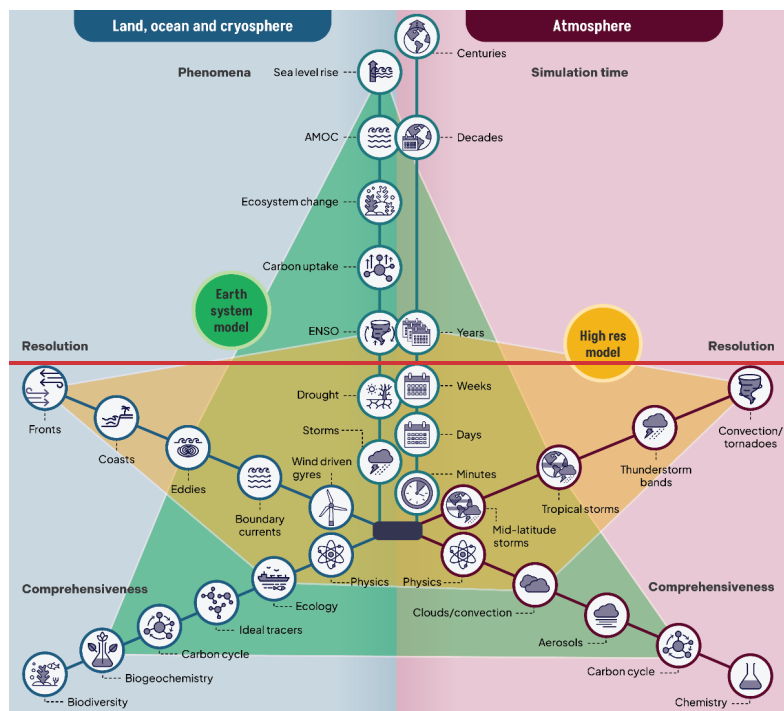 Land, ocean and cryosphere
Atmosphere
Phenomena
Simulation time
Sea level rise
Centuries
AMOC
Decades
Ecosystem change
Carbon uptake
Earth
system
model
ENSO
Years
High res
model
Resolution
Resolution
Drought
Weeks
Fronts
Coasts
Eddies
Boundary
currents
Wind driven
gyres
Storms
Days
Minutes
Mid-latitude
storms
Tropical storms
Thunderstorm
bands
Convection/
tornadoes
Comprehensiveness
Comprehensiveness
Physics
Physics
Ecology
Clouds/convection
Ideal tracers
Aerosols
Carbon cycle
Carbon cycle
Biogeochemistry
Biodiversity
Chemistry